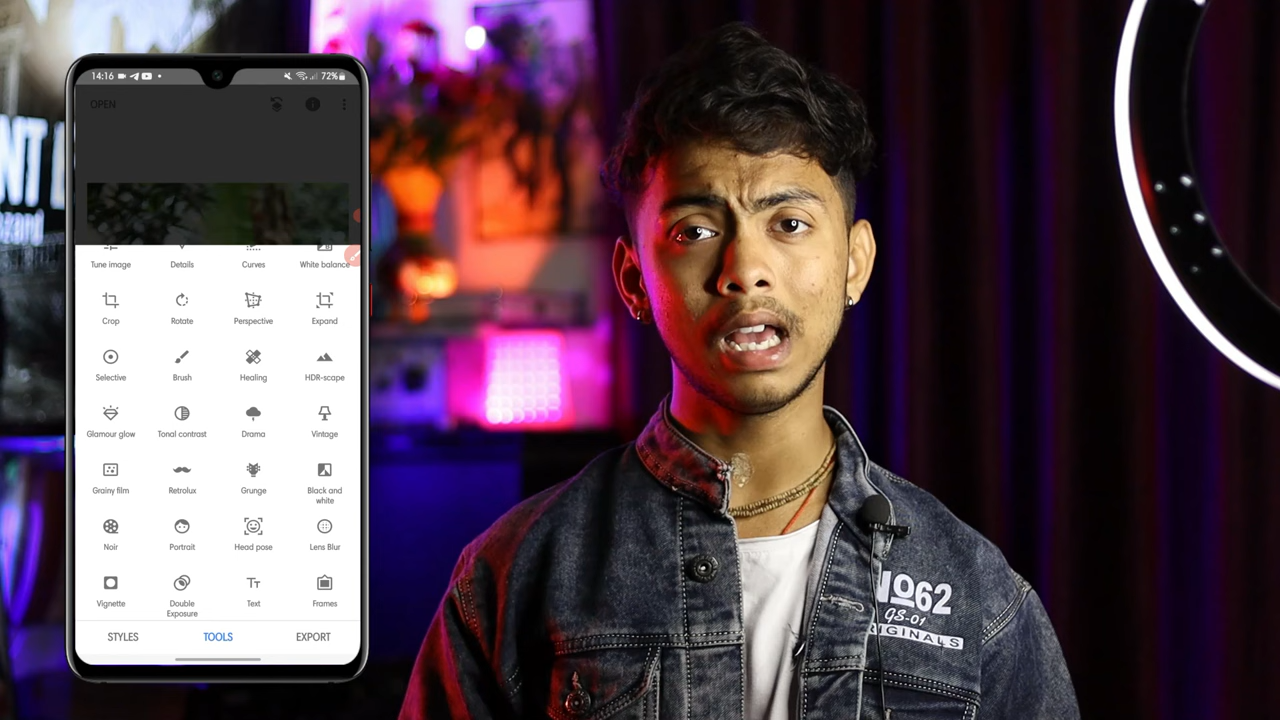 14:16
72%
OPEN
Tune image
Details
Curves
White balance
Crop
Rotate
Perspective
Expand
Selective
Brush
Healing
HDR-scape
Glamour glow
Tonal contrast
Drama
Vintage
Grainy film
Retrolux
Grunge
Black and
white
Noir
Portrait
Head pose
Lens Blur
Vignette
Double
Exposure
Text
Frames
STYLES
TOOLS
EXPORT
NO62
GS-01
ORIGINALS